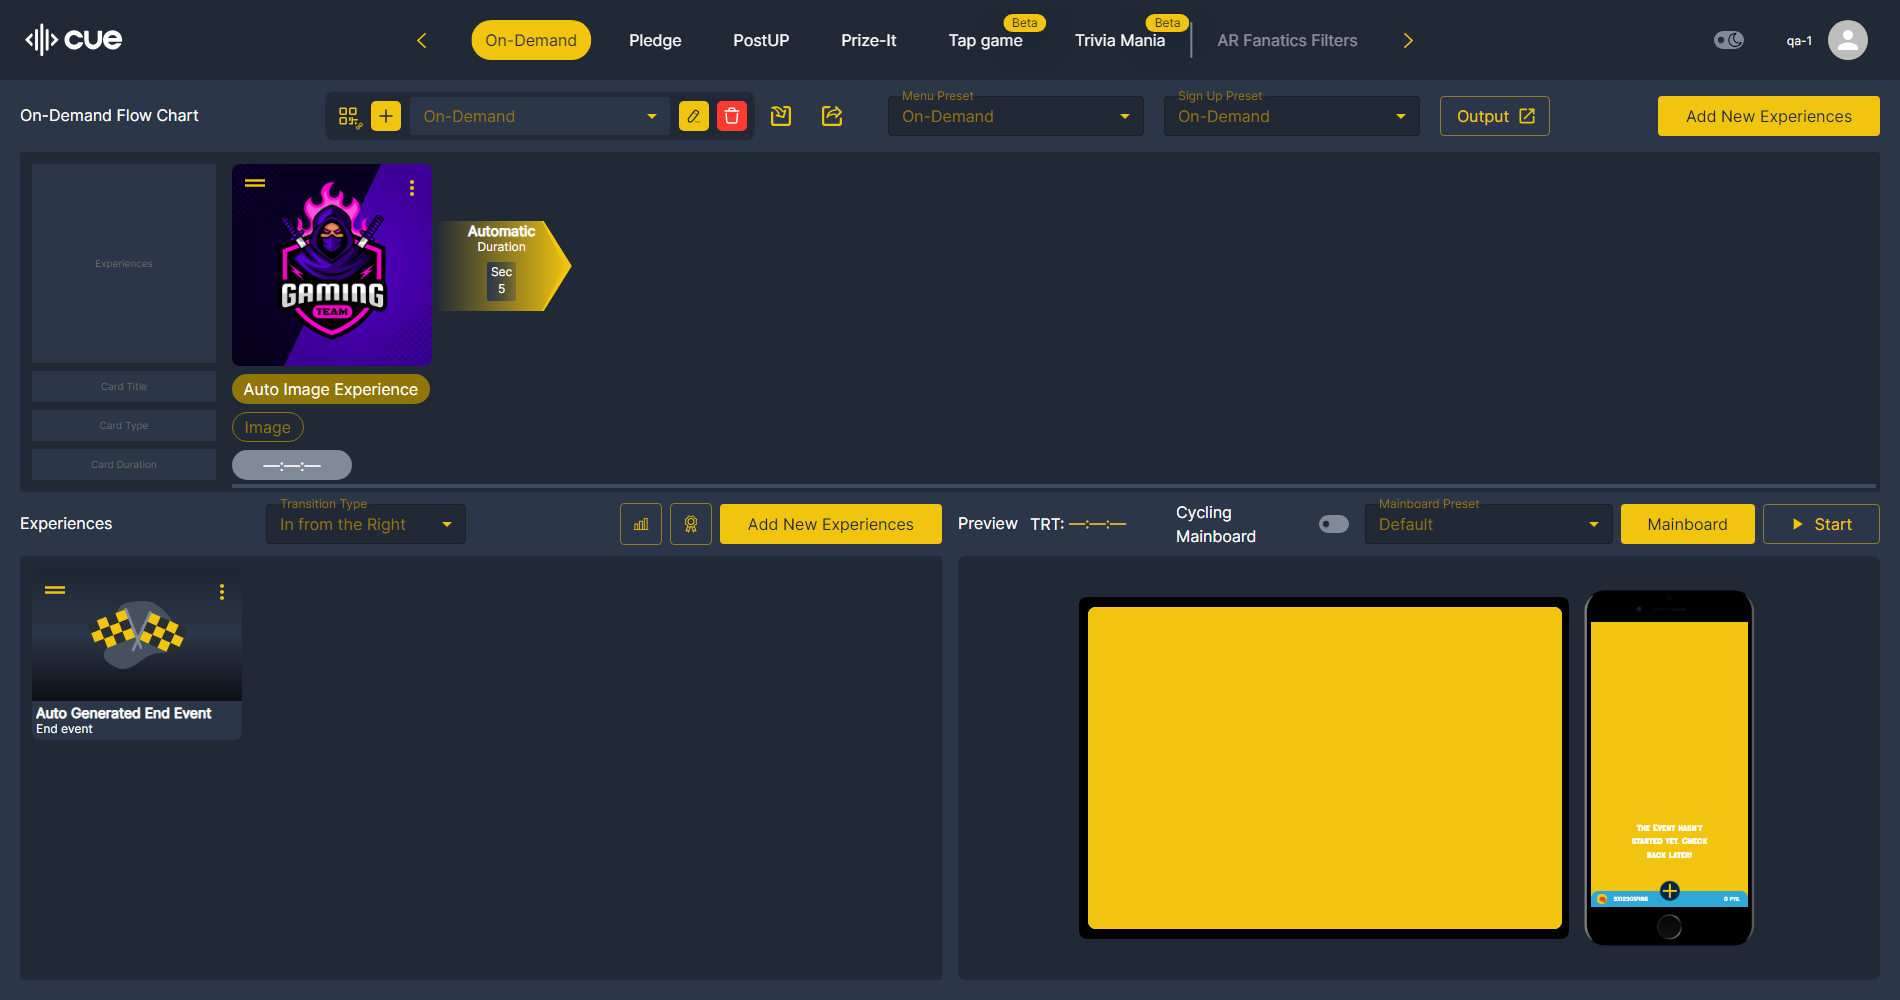 cue
On-Demand
Pledge
PostUP
Prize-It
Tap game
Beta
Trivia Mania
Beta
AR Fanatics Filters
qa-1
On-Demand Flow Chart
On-Demand
Menu Preset
On-Demand
Sign Up Preset
On-Demand
Output
Add New Experiences
Experiences
GAMING
TEAM
Automatic
Duration
Sec
5
Card Title
Auto Image Experience
Card Type
Image
Card Duration
—:—:—
Experiences
Transition Type
In from the Right
Add New Experiences
Preview
TRT: —:—:—
Cycling
Mainboard
Mainboard Preset
Default
Mainboard
Start
Auto Generated End Event
End event
The Event hasn't
started yet. Check
back later!
0 PTS.